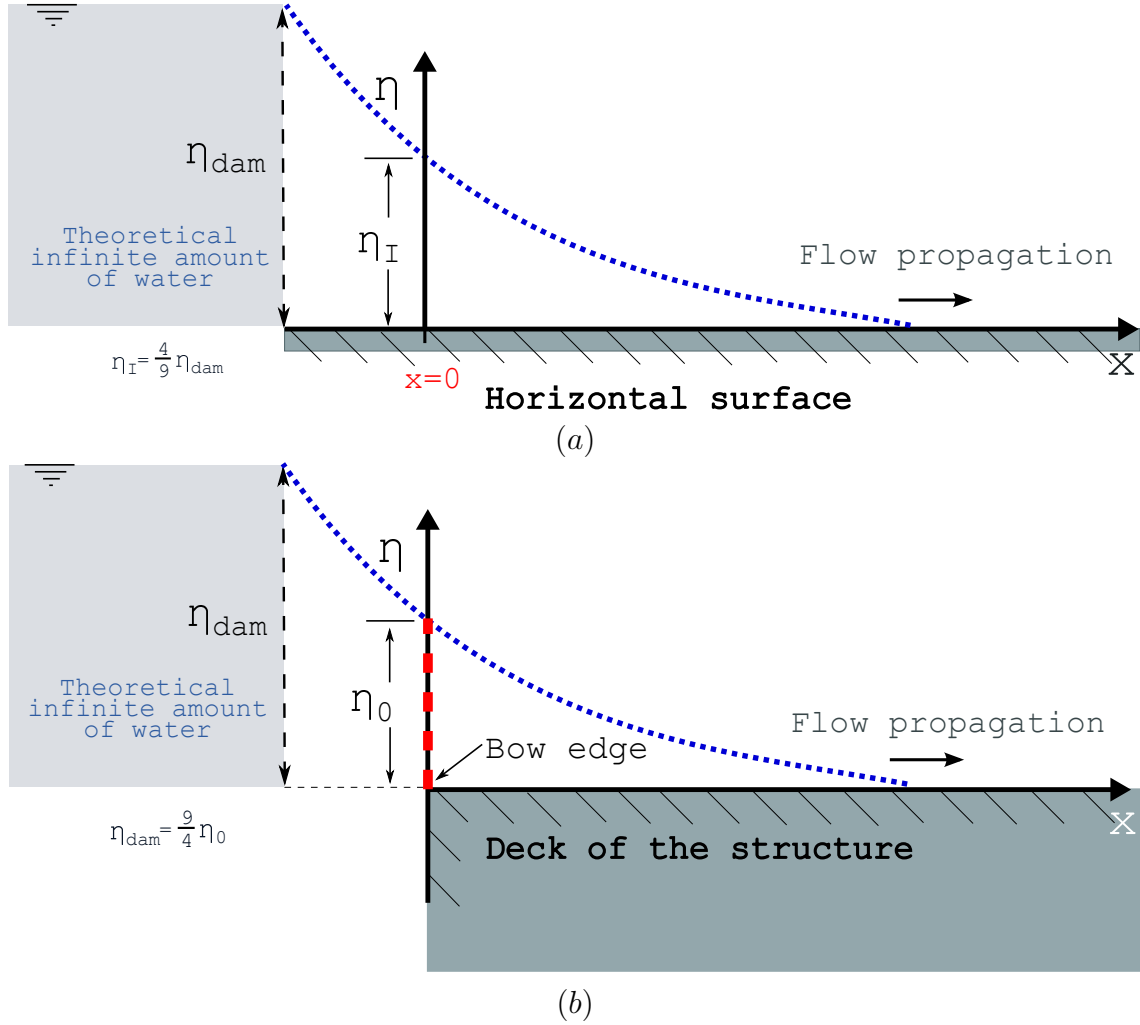 η
η_dam
η_I
Theoretical
infinite amount
of water
Flow propagation
η_I = 4/9 η_dam
x=0
X
Horizontal surface
(a)
η
η_dam
η_0
Theoretical
infinite amount
of water
Flow propagation
Bow edge
η_dam = 9/4 η_0
X
Deck of the structure
(b)